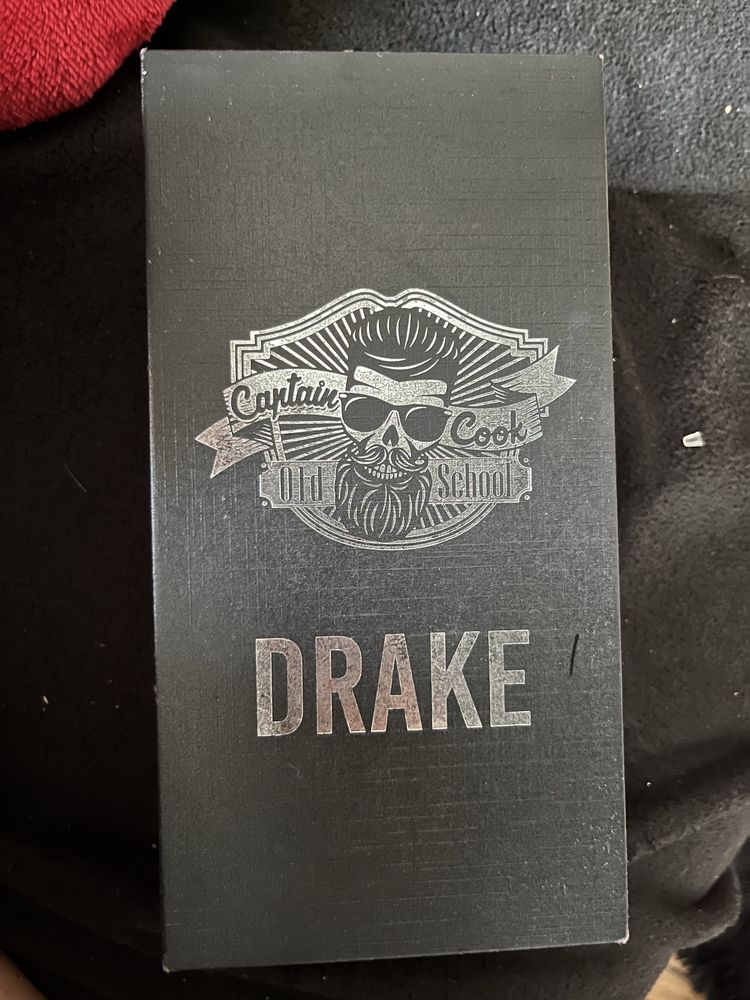 Captain
Cook
Old School
DRAKE